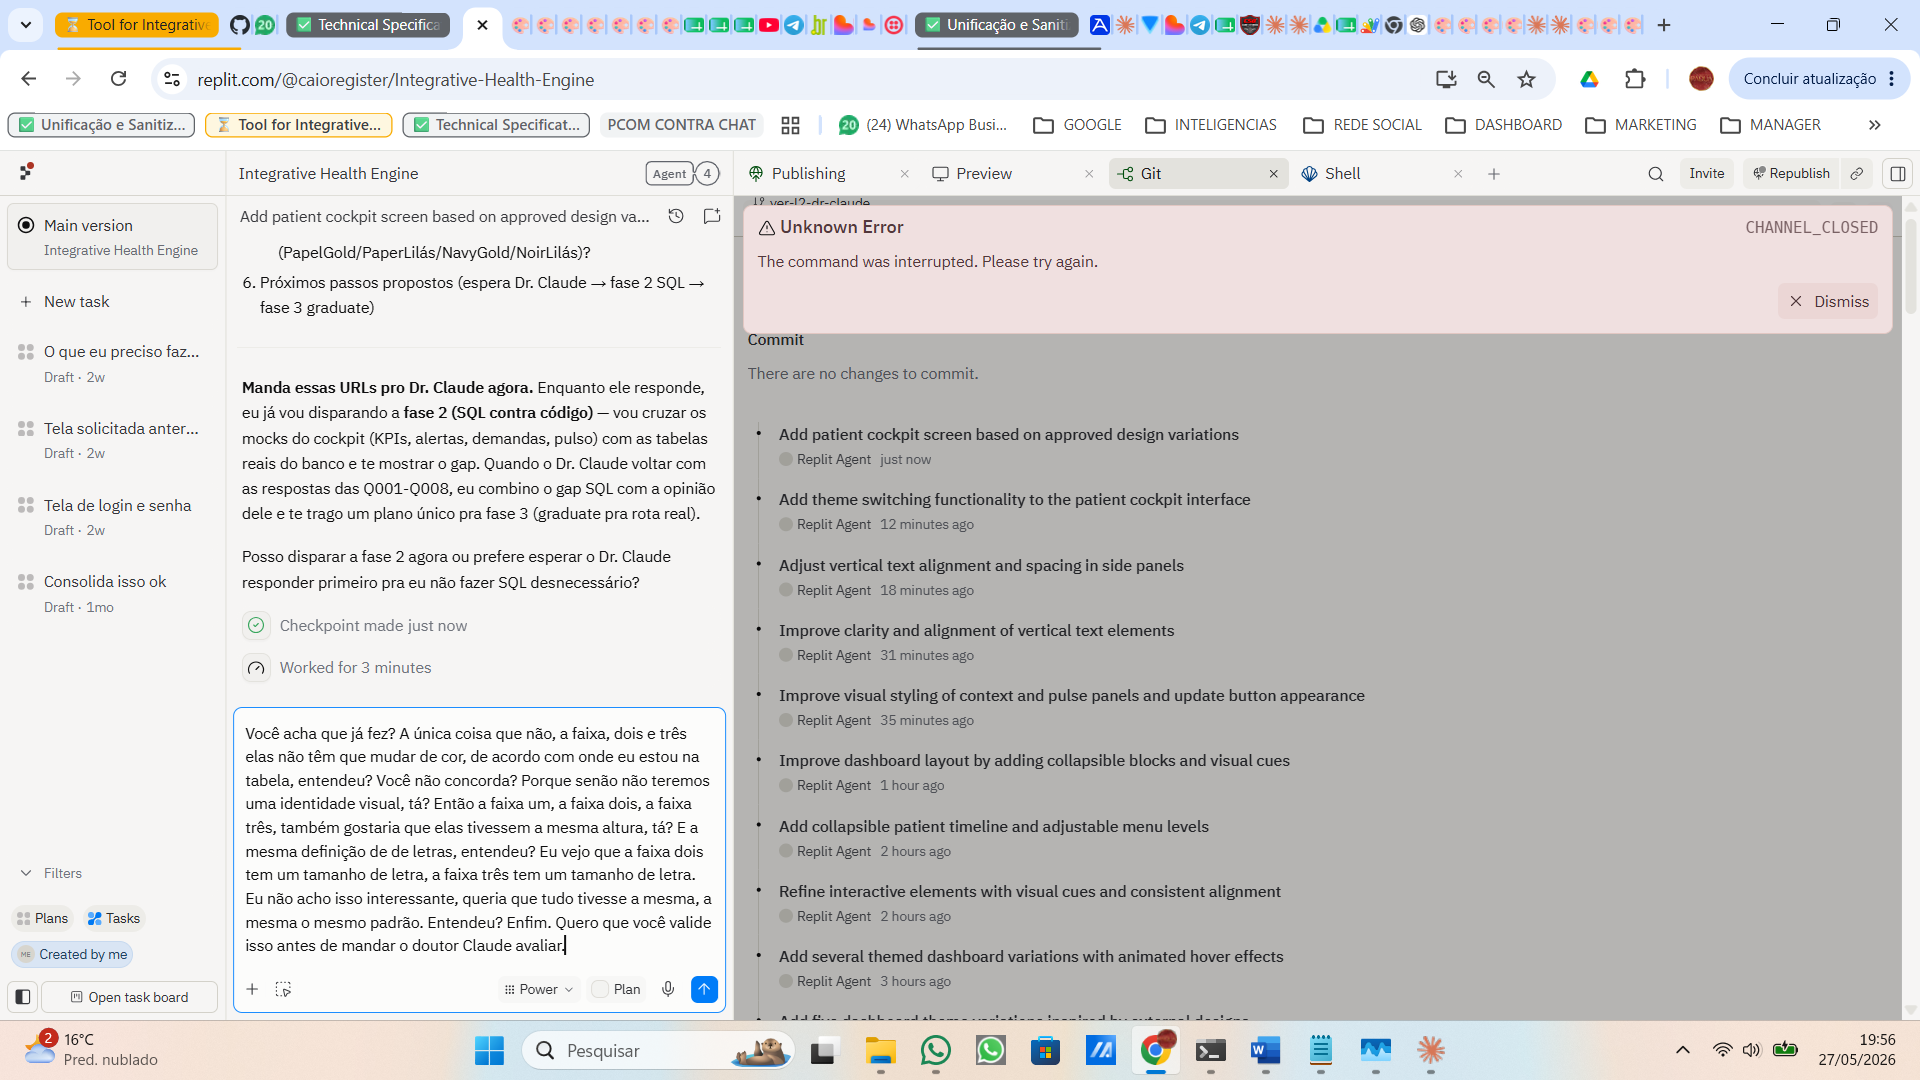 Tool for Integrative
20
Technical Specifica
Unificação e Saniti
replit.com/@caioregister/Integrative-Health-Engine
Concluir atualização
Unificação e Sanitiz...
Tool for Integrative...
Technical Specificat...
PCOM CONTRA CHAT
20
(24) WhatsApp Busi...
GOOGLE
INTELIGENCIAS
REDE SOCIAL
DASHBOARD
MARKETING
MANAGER
Integrative Health Engine
Agent
4
Publishing
Preview
Git
Shell
Invite
Republish
Main version
Integrative Health Engine
New task
O que eu preciso faz...
Draft · 2w
Tela solicitada anter...
Draft · 2w
Tela de login e senha
Draft · 2w
Consolida isso ok
Draft · 1mo
Filters
Plans
Tasks
ME
Created by me
Open task board
Add patient cockpit screen based on approved design va...
(PapelGold/PaperLilás/NavyGold/NoirLilás)?
6. Próximos passos propostos (espera Dr. Claude → fase 2 SQL →
fase 3 graduate)
Manda essas URLs pro Dr. Claude agora. Enquanto ele responde,
eu já vou disparando a fase 2 (SQL contra código) — vou cruzar os
mocks do cockpit (KPIs, alertas, demandas, pulso) com as tabelas
reais do banco e te mostrar o gap. Quando o Dr. Claude voltar com
as respostas das Q001-Q008, eu combino o gap SQL com a opinião
dele e te trago um plano único pra fase 3 (graduate pra rota real).
Posso disparar a fase 2 agora ou prefere esperar o Dr. Claude
responder primeiro pra eu não fazer SQL desnecessário?
Checkpoint made just now
Worked for 3 minutes
Você acha que já fez? A única coisa que não, a faixa, dois e três
elas não têm que mudar de cor, de acordo com onde eu estou na
tabela, entendeu? Você não concorda? Porque senão não teremos
uma identidade visual, tá? Então a faixa um, a faixa dois, a faixa
três, também gostaria que elas tivessem a mesma altura, tá? E a
mesma definição de de letras, entendeu? Eu vejo que a faixa dois
tem um tamanho de letra, a faixa três tem um tamanho de letra.
Eu não acho isso interessante, queria que tudo tivesse a mesma, a
mesma o mesmo padrão. Entendeu? Enfim. Quero que você valide
isso antes de mandar o doutor Claude avaliar.
Power
Plan
ver-l2-dr-claude
Unknown Error
CHANNEL_CLOSED
The command was interrupted. Please try again.
Dismiss
Commit
There are no changes to commit.
Add patient cockpit screen based on approved design variations
Replit Agent just now
Add theme switching functionality to the patient cockpit interface
Replit Agent 12 minutes ago
Adjust vertical text alignment and spacing in side panels
Replit Agent 18 minutes ago
Improve clarity and alignment of vertical text elements
Replit Agent 31 minutes ago
Improve visual styling of context and pulse panels and update button appearance
Replit Agent 35 minutes ago
Improve dashboard layout by adding collapsible blocks and visual cues
Replit Agent 1 hour ago
Add collapsible patient timeline and adjustable menu levels
Replit Agent 2 hours ago
Refine interactive elements with visual cues and consistent alignment
Replit Agent 2 hours ago
Add several themed dashboard variations with animated hover effects
Replit Agent 3 hours ago
Add five dashboard theme variations inspired by external designs
2
16°C
Pred. nublado
Pesquisar
19:56
27/05/2026